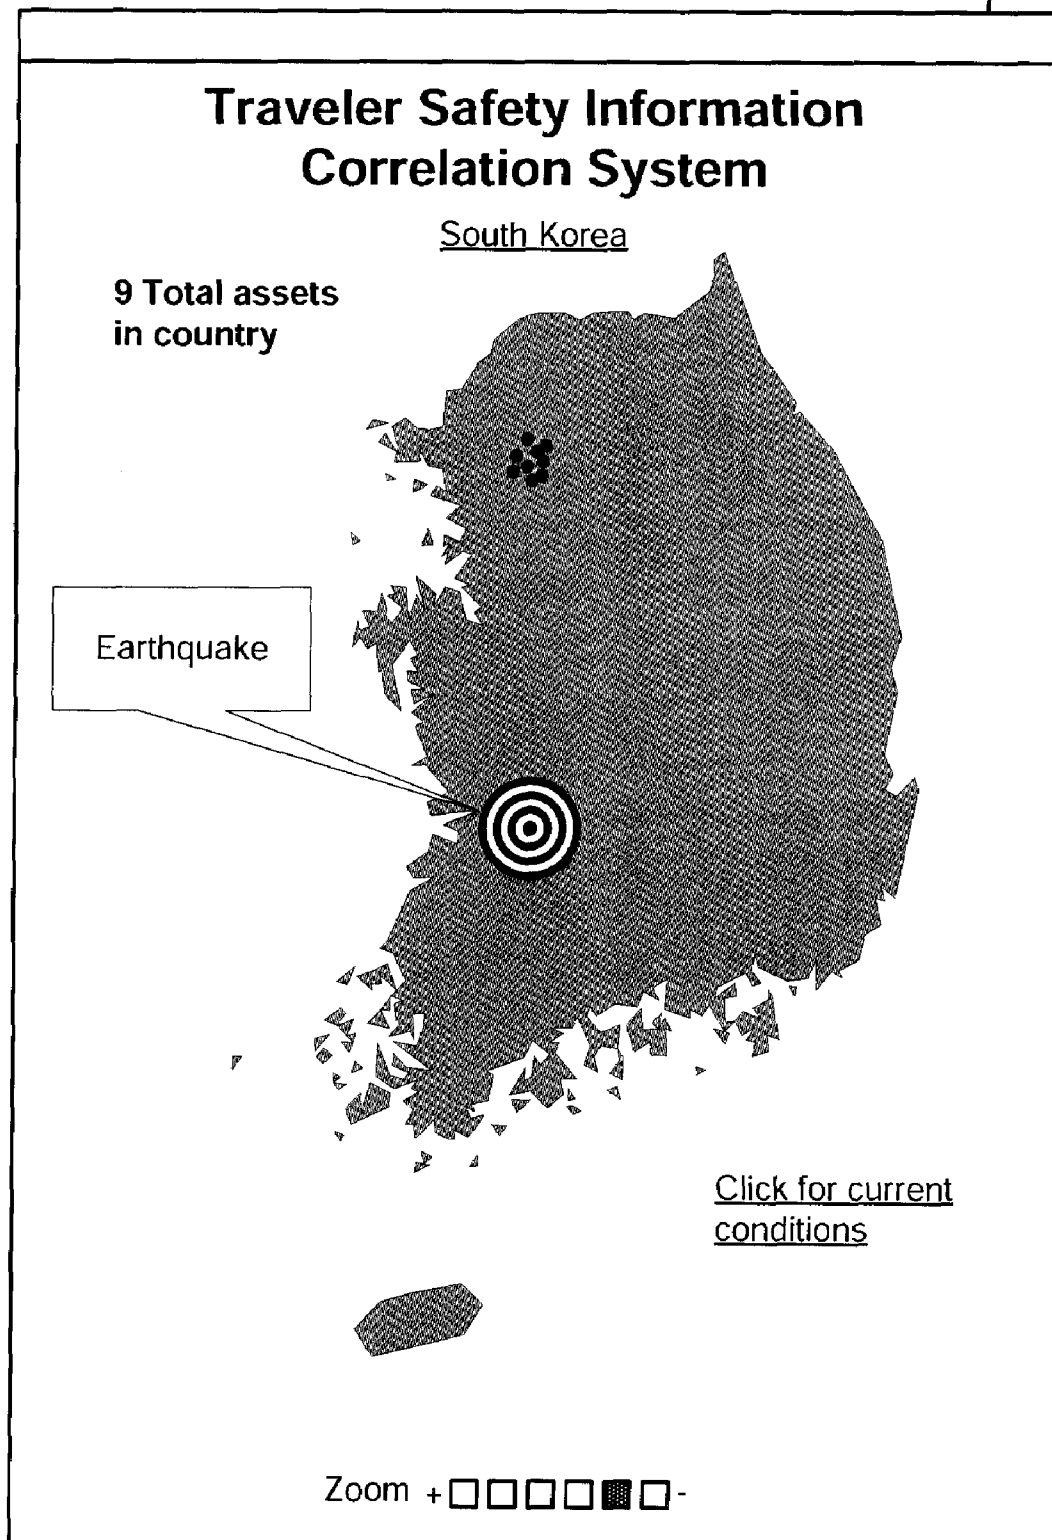 Traveler Safety Information
Correlation System
South Korea
9 Total assets
in country
Earthquake
Click for current
conditions
Zoom + -